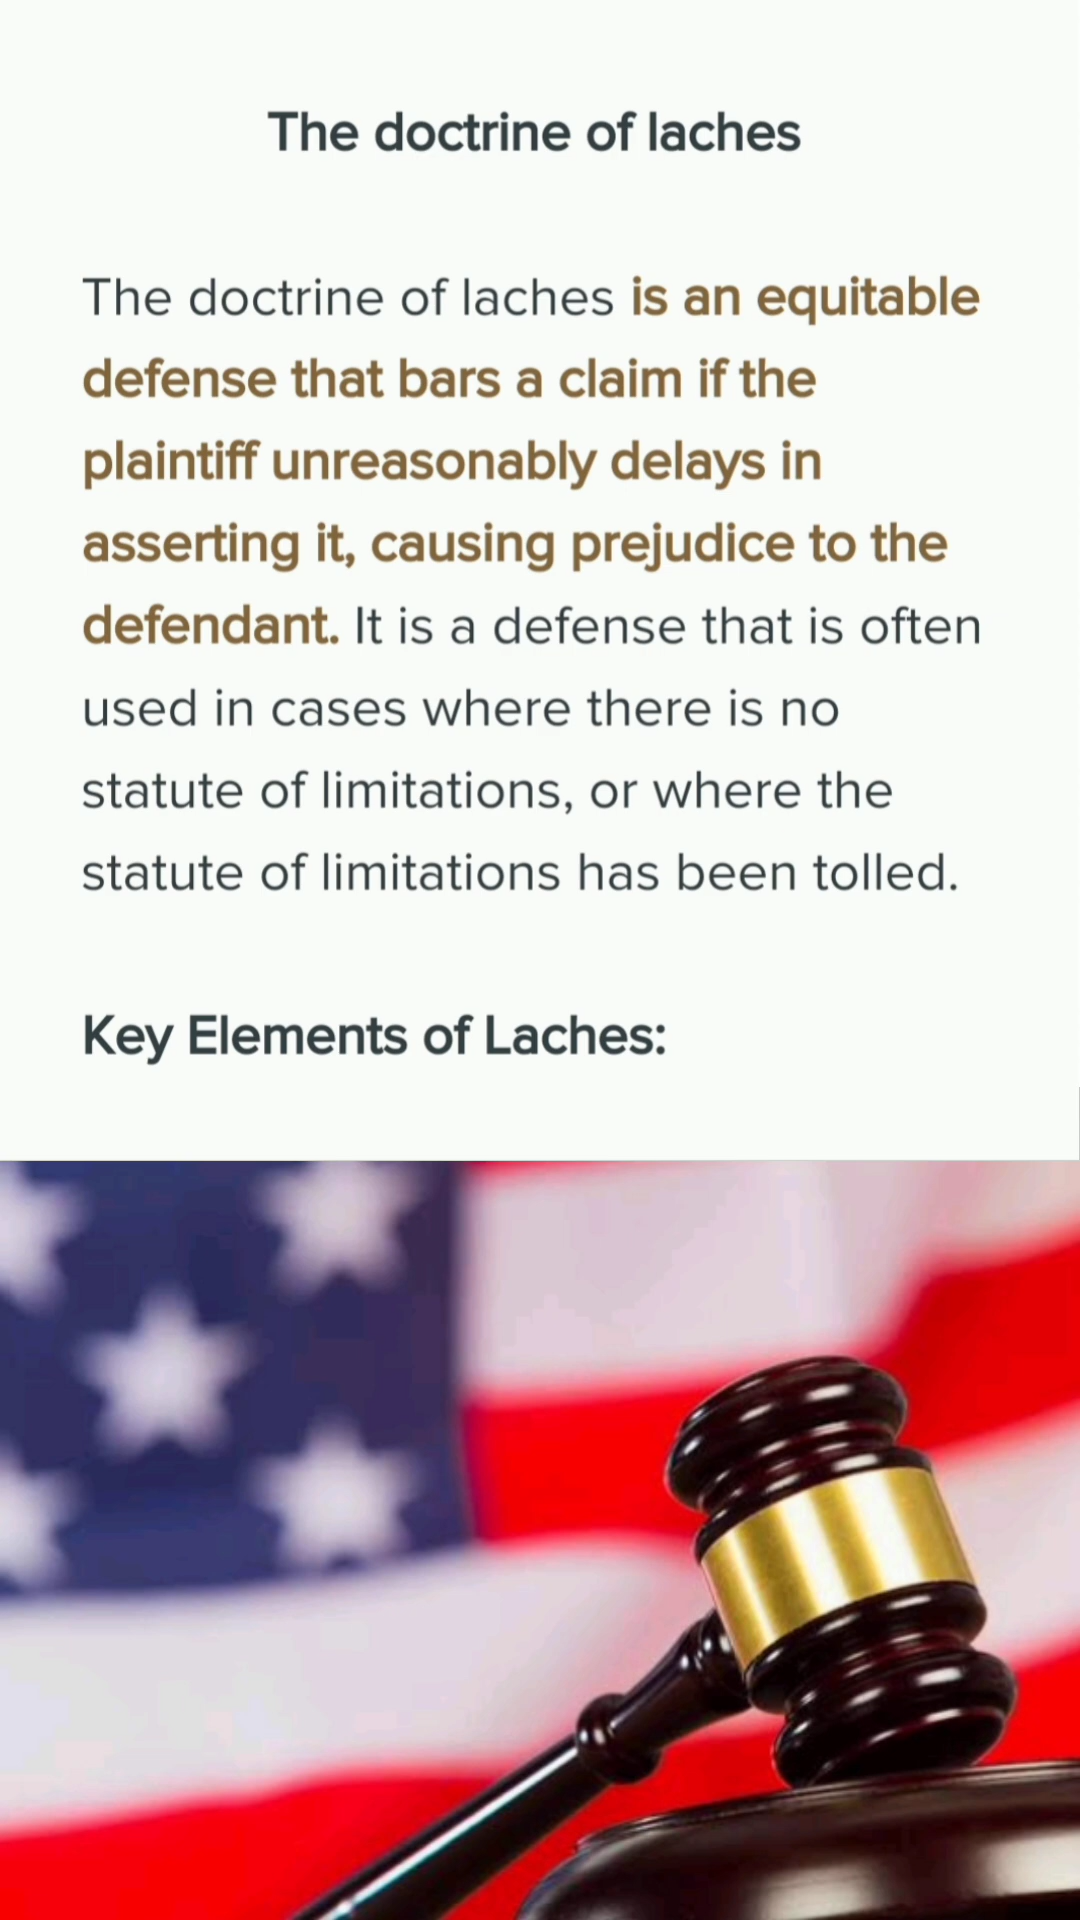 The doctrine of laches
The doctrine of laches is an equitable
defense that bars a claim if the
plaintiff unreasonably delays in
asserting it, causing prejudice to the
defendant. It is a defense that is often
used in cases where there is no
statute of limitations, or where the
statute of limitations has been tolled.
Key Elements of Laches: